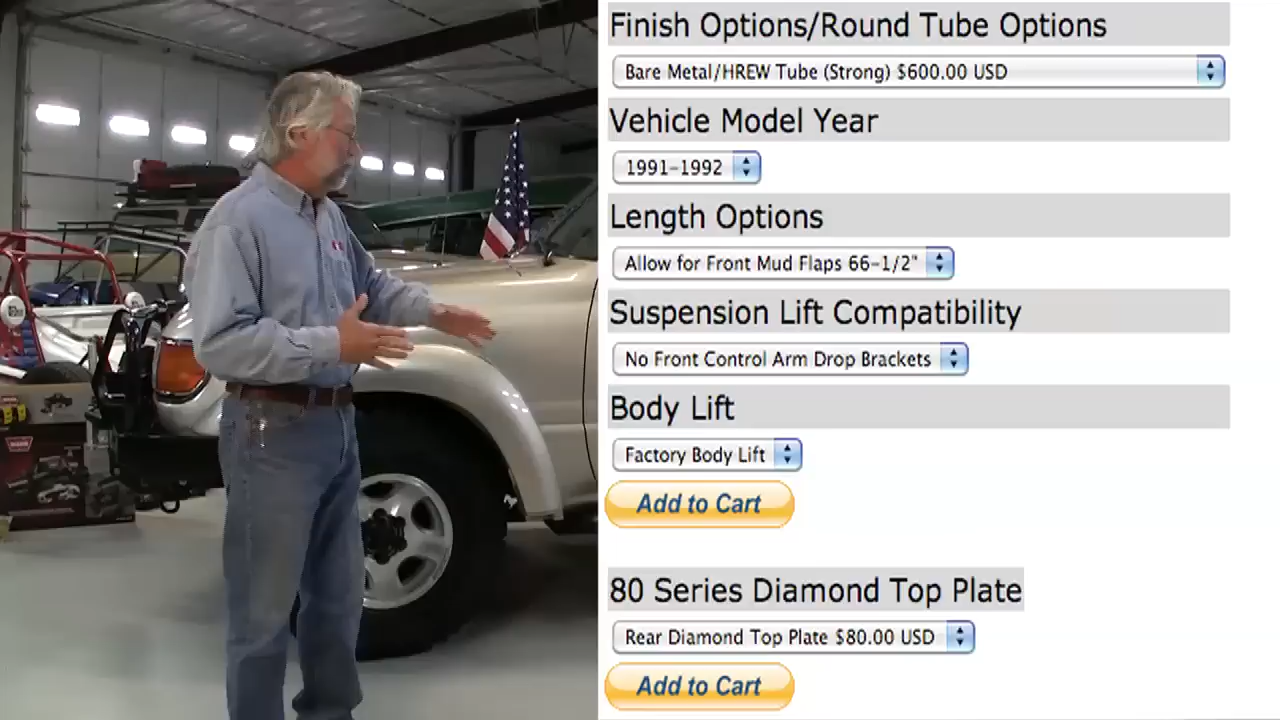 Finish Options/Round Tube Options
Bare Metal/HREW Tube (Strong) $600.00 USD
Vehicle Model Year
1991-1992
Length Options
Allow for Front Mud Flaps 66-1/2"
Suspension Lift Compatibility
No Front Control Arm Drop Brackets
Body Lift
Factory Body Lift
Add to Cart
80 Series Diamond Top Plate
Rear Diamond Top Plate $80.00 USD
Add to Cart